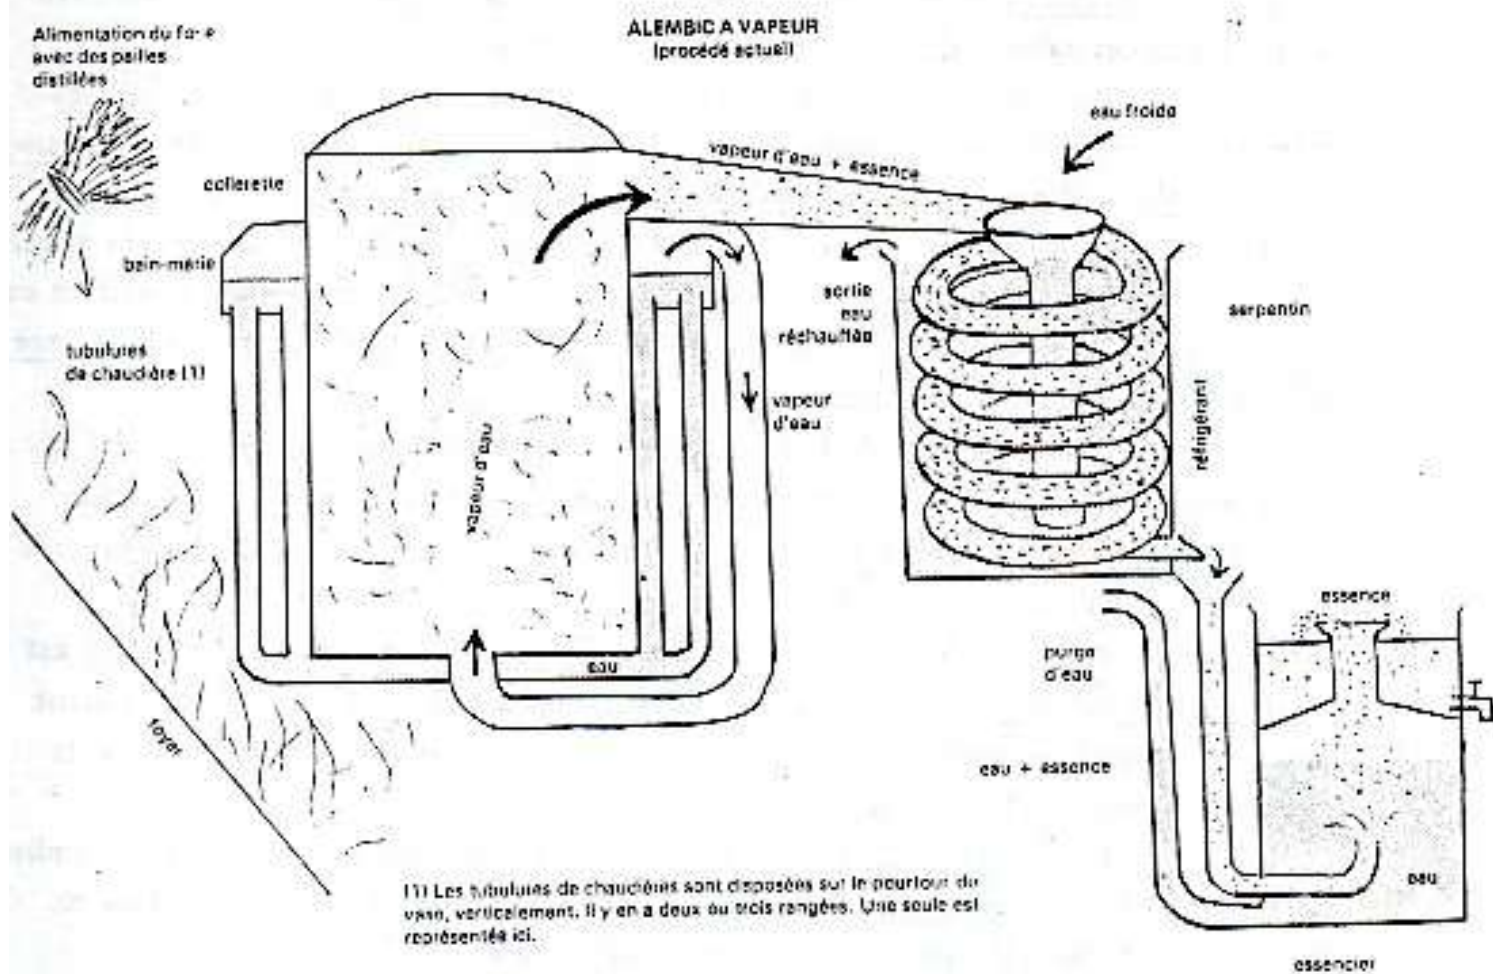 ALEMBIC A VAPEUR
(procédé actuel)
Alimentation du
avec des pailles
distillées
eau froide
vapeur d'eau + essence
collerette
bain-marie
sortie
eau
réchauffée
serpentin
tubulures
de chaudière (1)
vapeur
d'eau
réfrigérant
vapeur d'eau
essence
eau
purge
d'eau
foyer
eau + essence
eau
(1) Les tubulures de chaudières sont disposées sur le pourtour du
vase, verticalement. Il y en a deux ou trois rangées. Une seule est
représentée ici.
essencier